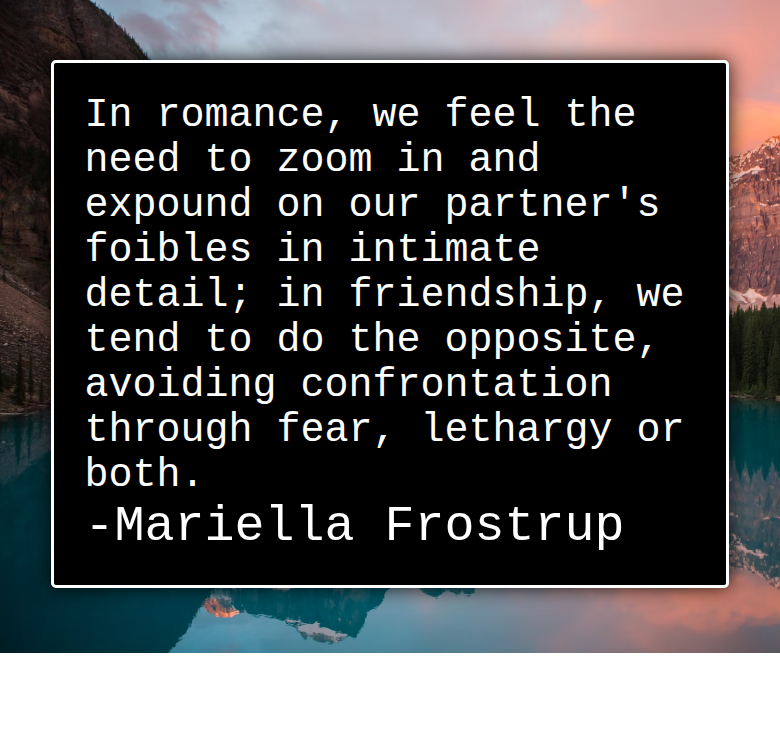 In romance, we feel the
need to zoom in and
expound on our partner's
foibles in intimate
detail; in friendship, we
tend to do the opposite,
avoiding confrontation
through fear, lethargy or
both.
-Mariella Frostrup